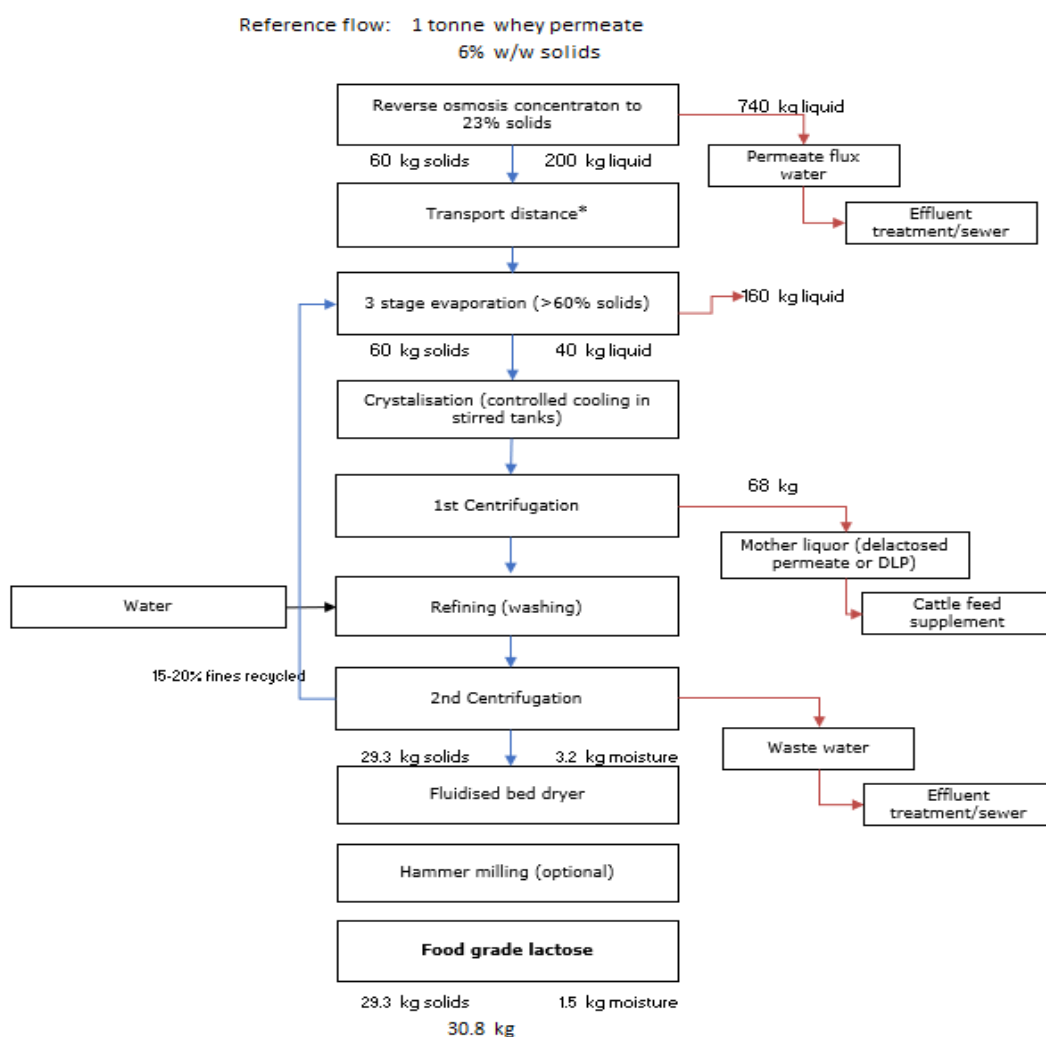 Reference flow: 1 tonne whey permeate
6% w/w solids
Reverse osmosis concentraton to
23% solids
740 kg liquid
60 kg solids 200 kg liquid
Permeate flux
water
Transport distance*
Effluent
treatment/sewer
3 stage evaporation (>60% solids)
160 kg liquid
60 kg solids 40 kg liquid
Crystalisation (controlled cooling in
stirred tanks)
1st Centrifugation
68 kg
Mother liquor (delactosed
permeate or DLP)
Water
Refining (washing)
Cattle feed
supplement
15-20% fines recycled
2nd Centrifugation
Waste water
29.3 kg solids 3.2 kg moisture
Fluidised bed dryer
Effluent
treatment/sewer
Hammer milling (optional)
Food grade lactose
29.3 kg solids 1.5 kg moisture
30.8 kg